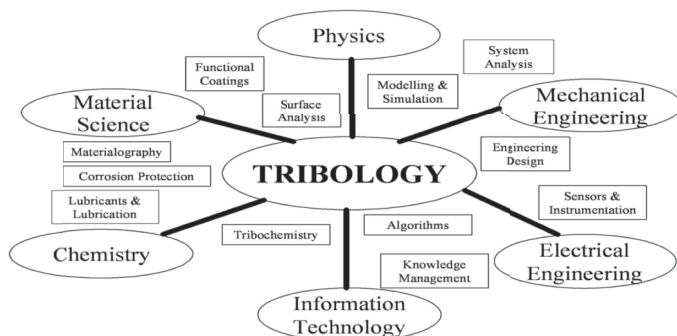 Physics
System
Analysis
Functional
Coatings
Modelling &
Simulation
Material
Science
Surface
Analysis
Mechanical
Engineering
Materialography
Engineering
Design
Corrosion Protection
TRIBOLOGY
Lubricants &
Lubrication
Sensors &
Instrumentation
Tribochemistry
Algorithms
Chemistry
Electrical
Engineering
Knowledge
Management
Information
Technology